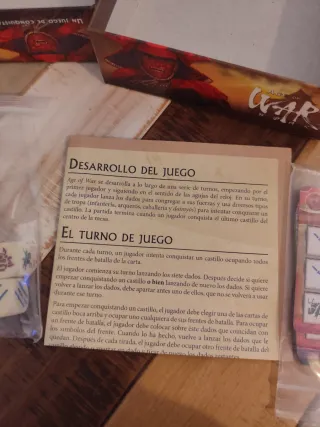 UN JUEGO DE CONQUISTA
WAR
DESARROLLO DEL JUEGO
Age of War se desarrolla a lo largo de una serie de turnos, empezando por el
primer jugador y siguiendo en el sentido de las agujas del reloj. En su turno,
cada jugador lanza los dados para congregar a sus fuerzas y sus diversos tipos
de tropas (infantería, arqueros, caballería y daimios) para intentar conquistar un
castillo. La partida termina cuando un jugador conquista el último castillo del
centro de la mesa.
EL TURNO DE JUEGO
Durante cada turno, un jugador intenta conquistar un castillo ocupando todos
los frentes de batalla de la carta.
El jugador comienza su turno lanzando los siete dados. Después decide si quiere
empezar conquistando un castillo o bien lanzando de nuevo los dados. Si quiere
volver a lanzar los dados, debe apartar antes uno de ellos, que no se volverá a usar
durante ese turno.
Para empezar conquistando un castillo, el jugador debe elegir una de las cartas de
castillo boca arriba y ocupar uno cualquiera de sus frentes de batalla. Para ocupar
un frente de batalla, el jugador debe colocar sobre éste dados que coincidan con
los símbolos del frente. Cuando lo ha hecho, vuelve a lanzar los dados que le
queden. Después de cada tirada, el jugador debe ocupar otro frente de batalla